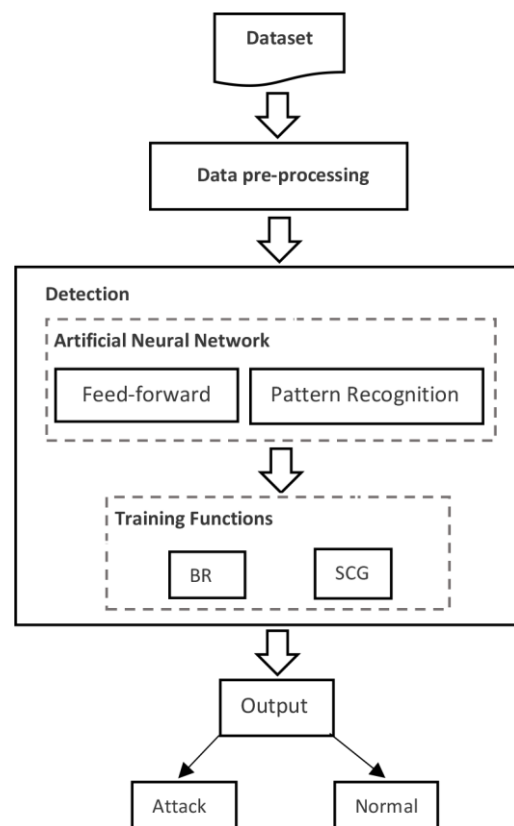 Dataset
Data pre-processing
Detection
Artificial Neural Network
Feed-forward
Pattern Recognition
Training Functions
BR
SCG
Output
Attack
Normal